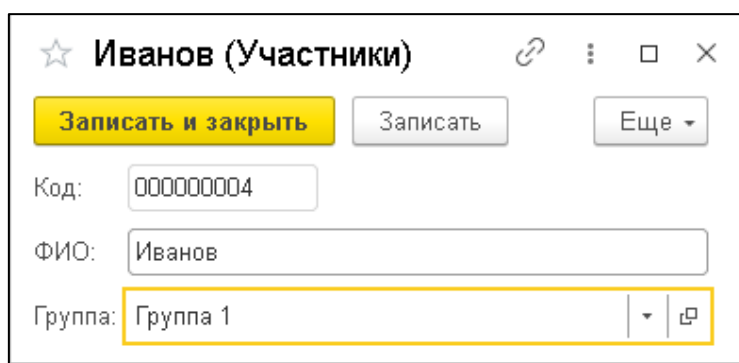 Иванов (Участники)
Записать и закрыть Записать Еще
Код: 000000004
ФИО: Иванов
Группа: Группа 1